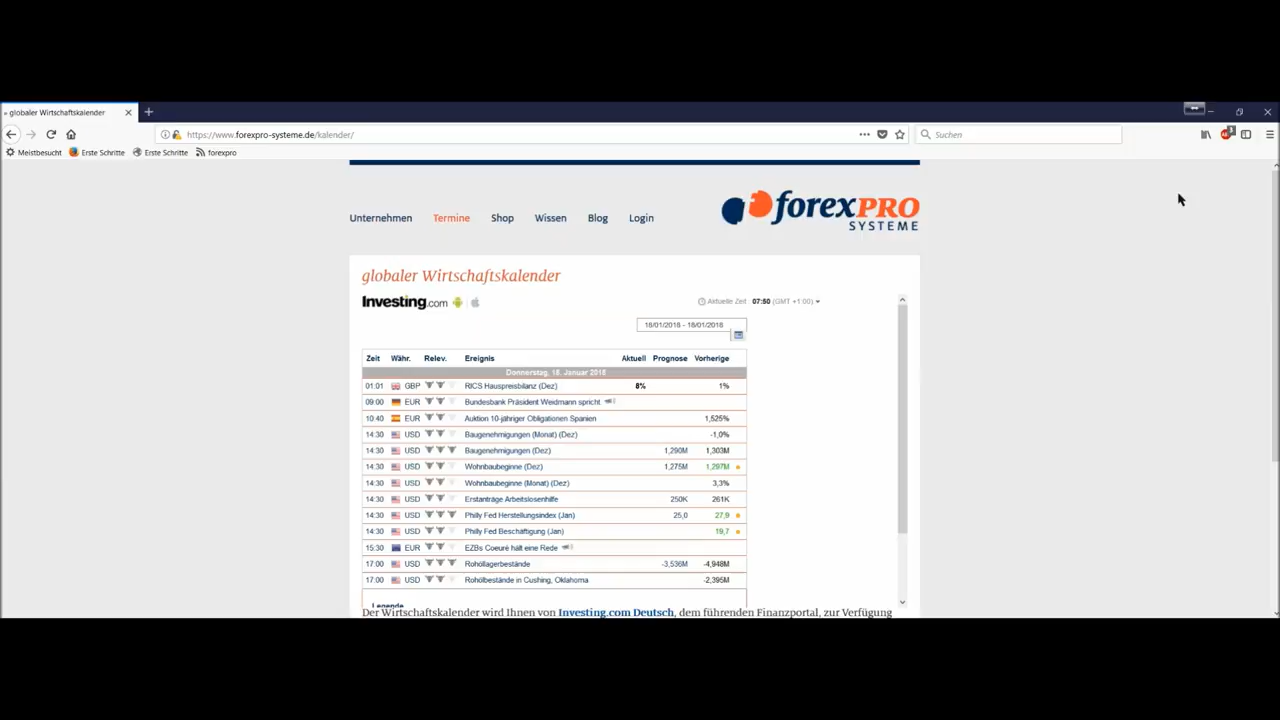 » globaler Wirtschaftskalender
https://www.forexpro-systeme.de/kalender/
Suchen
3
Meistbesucht Erste Schritte Erste Schritte forexpro
Unternehmen Termine Shop Wissen Blog Login
forexPRO
SYSTEME
globaler Wirtschaftskalender
Investing.com
Aktuelle Zeit : 07:50 (GMT +1:00)
18/01/2018 - 18/01/2018
Zeit Währ. Relev. Ereignis Aktuell Prognose Vorherige
Donnerstag, 18. Januar 2018
01:01 GBP RICS Hauspreisbilanz (Dez) 8% 1%
09:00 EUR Bundesbank Präsident Weidmann spricht
10:40 EUR Auktion 10-jähriger Obligationen Spanien 1,525%
14:30 USD Baugenehmigungen (Monat) (Dez) -1,0%
14:30 USD Baugenehmigungen (Dez) 1,290M 1,303M
14:30 USD Wohnbaubeginne (Dez) 1,275M 1,297M
14:30 USD Wohnbaubeginne (Monat) (Dez) 3,3%
14:30 USD Erstanträge Arbeitslosenhilfe 250K 261K
14:30 USD Philly Fed Herstellungsindex (Jan) 25,0 27,9
14:30 USD Philly Fed Beschäftigung (Jan) 19,7
15:30 EUR EZBs Coeuré hält eine Rede
17:00 USD Rohöllagerbestände -3,536M -4,948M
17:00 USD Rohölbestände in Cushing, Oklahoma -2,395M
Legende
Der Wirtschaftskalender wird Ihnen von Investing.com Deutsch, dem führenden Finanzportal, zur Verfügung